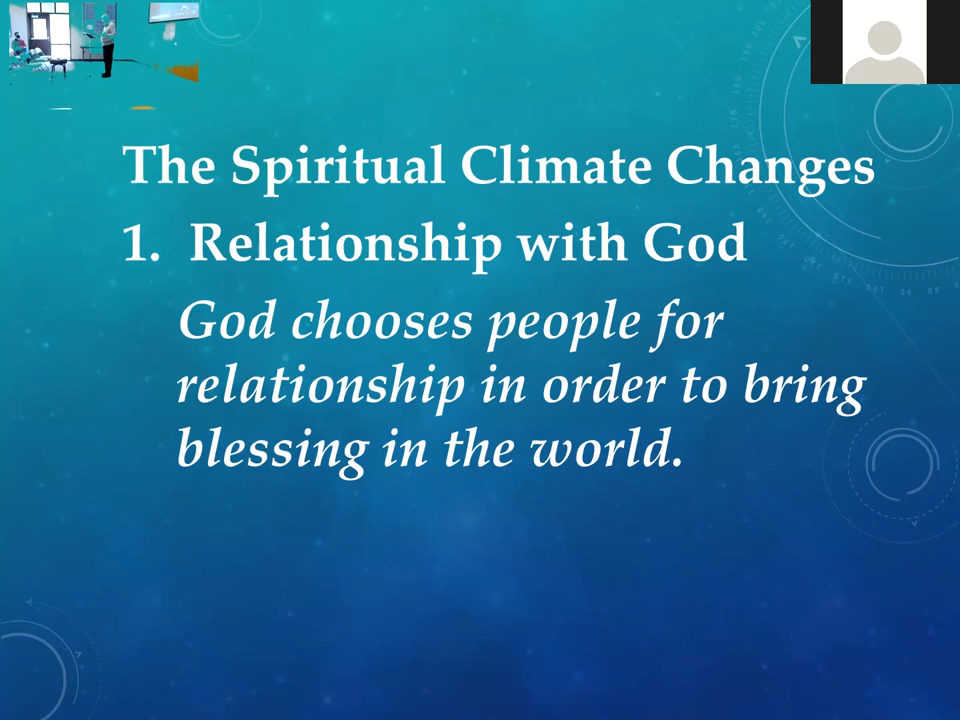 The Spiritual Climate Changes
1. Relationship with God
God chooses people for
relationship in order to bring
blessing in the world.